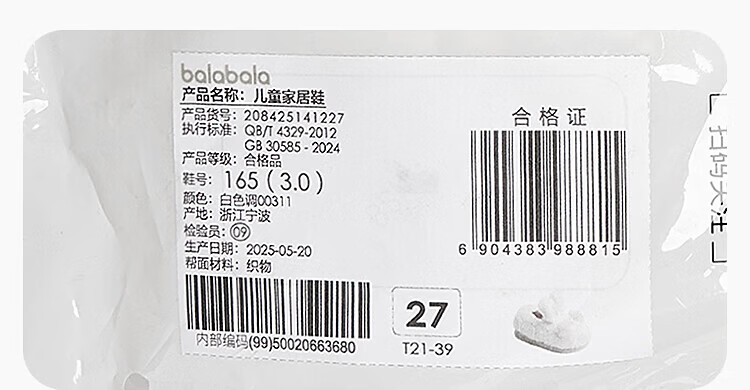 balabala
产品名称：儿童家居鞋
产品货号：208425141227
执行标准：QB/T 4329-2012
GB 30585 - 2024
产品等级：合格品
鞋号：165（3.0）
颜色：白色调00311
产地：浙江宁波
检验员：09
生产日期：2025-05-20
帮面材料：织物
内部编码(99)50020663680
合格证
6 904383 988815
27
T21-39
扫码关注